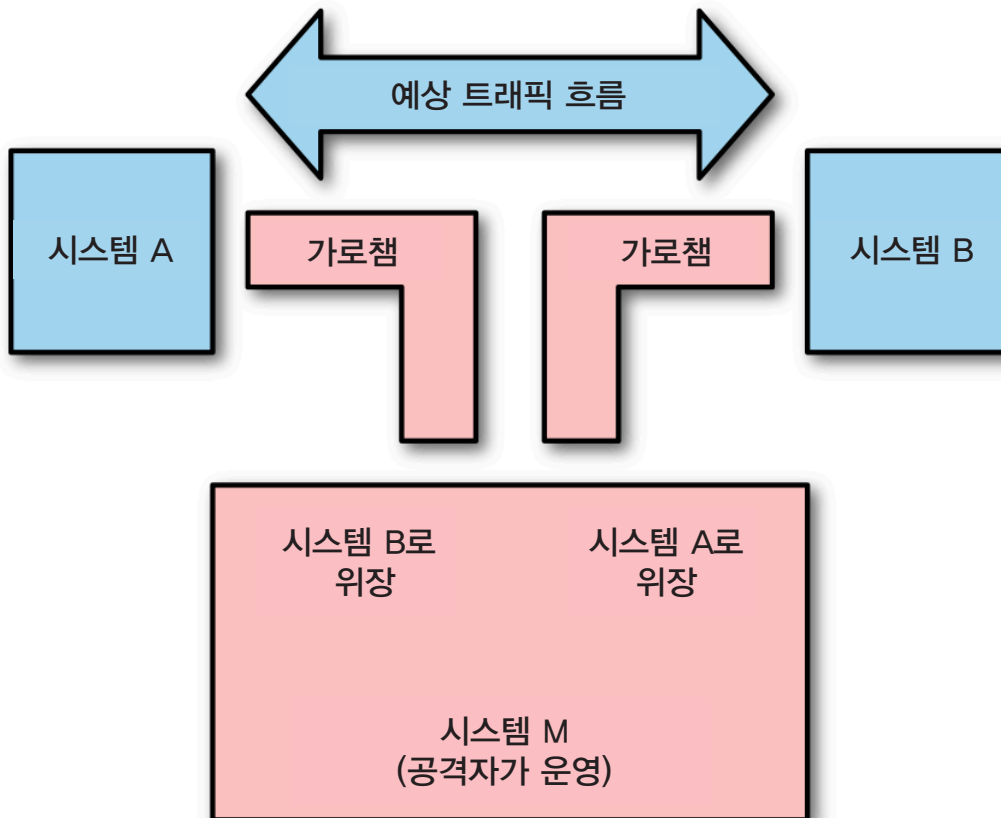 예상 트래픽 흐름
시스템 A
가로챔
가로챔
시스템 B
시스템 B로
위장
시스템 A로
위장
시스템 M
(공격자가 운영)